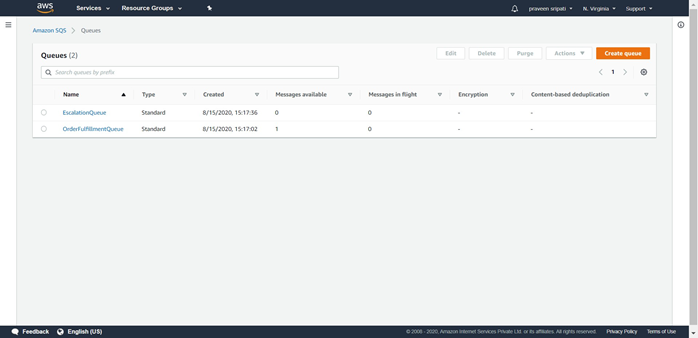 aws Services Resource Groups praveen sripati N. Virginia Support
Amazon SQS > Queues
Queues (2) Edit Delete Purge Actions Create queue
Search queues by prefix 1
Name Type Created Messages available Messages in flight Encryption Content-based deduplication
EscalationQueue Standard 8/15/2020, 15:17:36 0 0 - -
OrderFulfillmentQueue Standard 8/15/2020, 15:17:02 1 0 - -
Feedback English (US) © 2008 - 2020, Amazon Internet Services Private Ltd. or its affiliates. All rights reserved. Privacy Policy Terms of Use